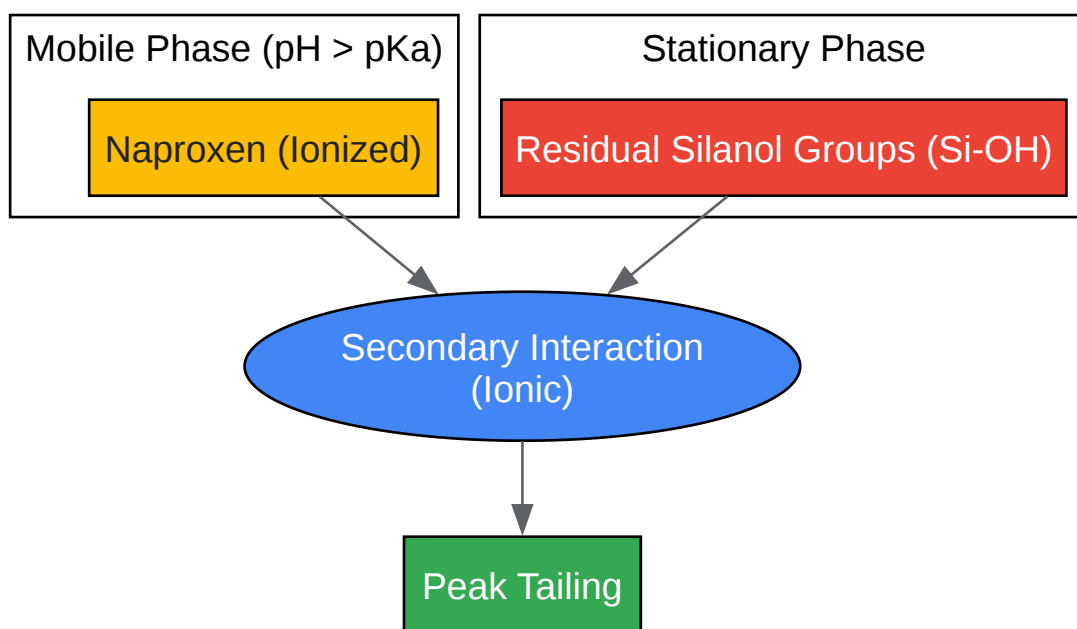 Mobile Phase (pH > pKa)
Stationary Phase
Naproxen (Ionized)
Residual Silanol Groups (Si-OH)
Secondary Interaction
(Ionic)
Peak Tailing